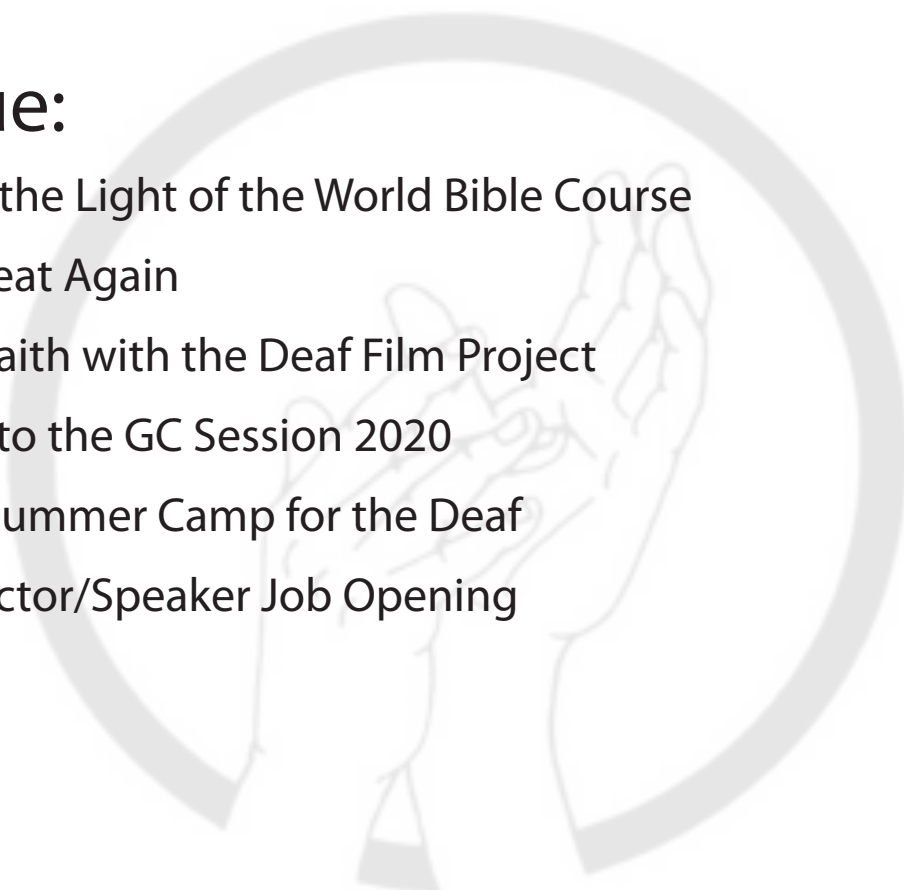 ue:
the Light of the World Bible Course
eat Again
aith with the Deaf Film Project
to the GC Session 2020
ummer Camp for the Deaf
ctor/Speaker Job Opening